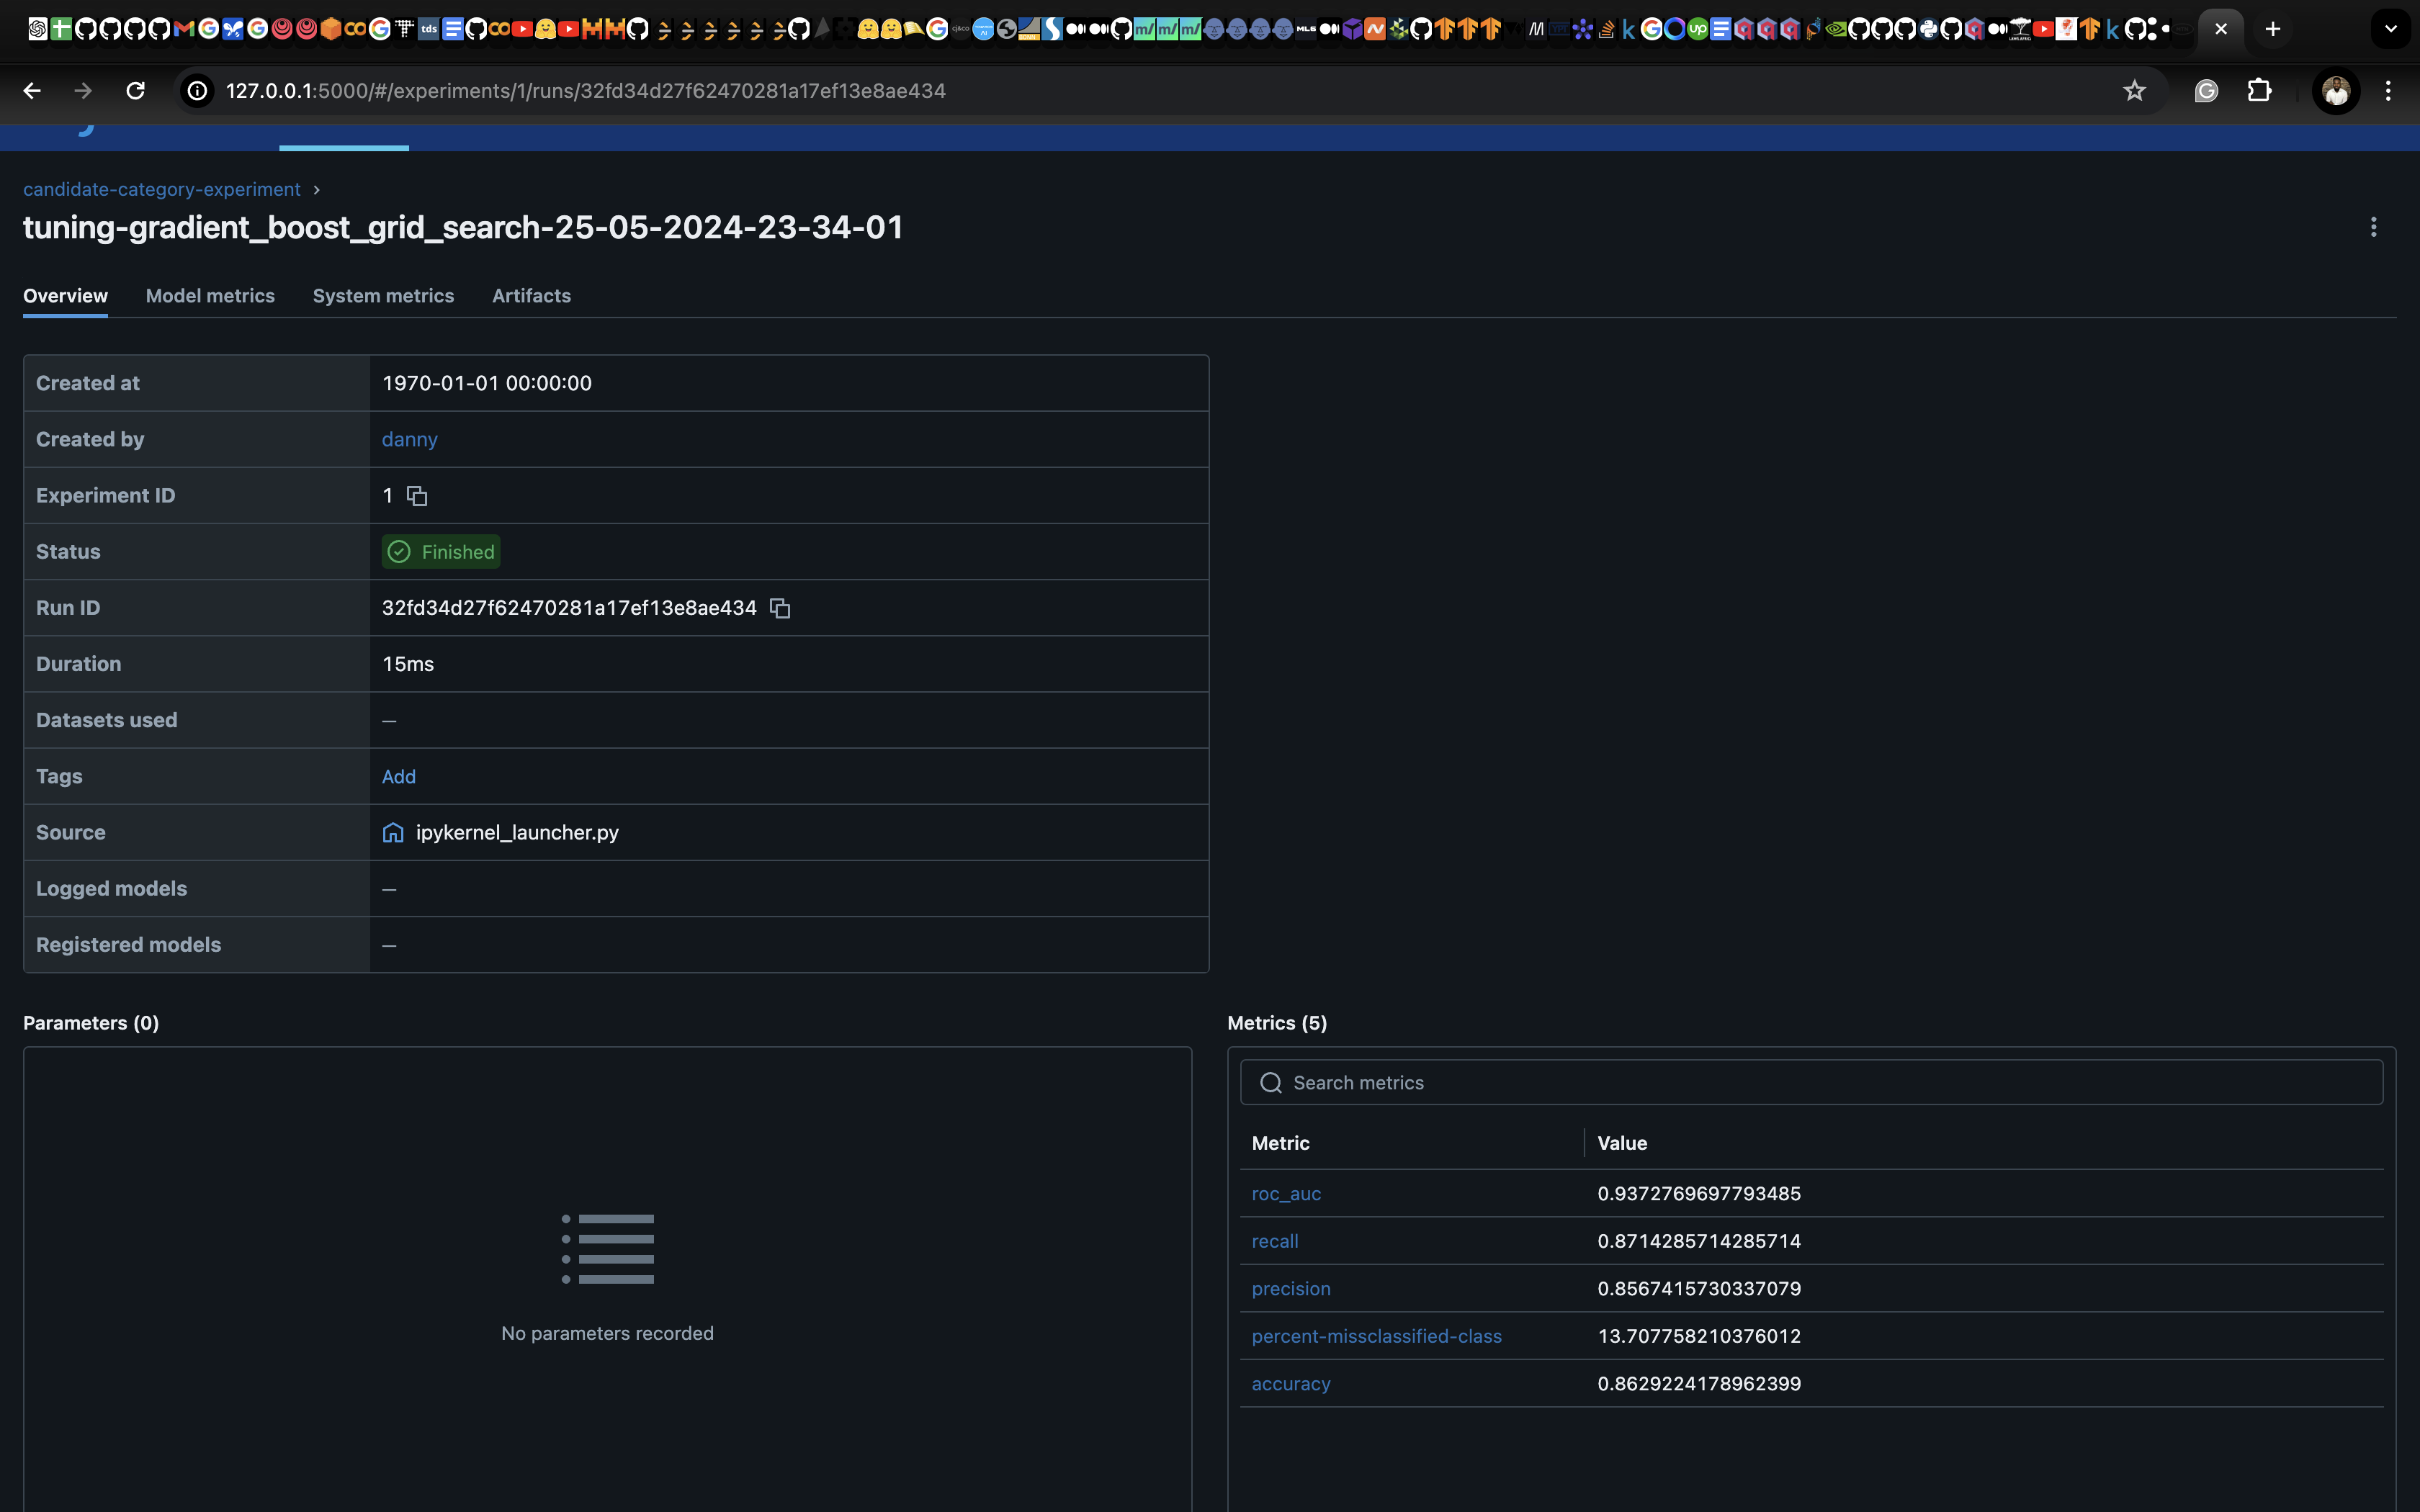 127.0.0.1:5000/#/experiments/1/runs/32fd34d27f62470281a17ef13e8ae434
candidate-category-experiment
tuning-gradient_boost_grid_search-25-05-2024-23-34-01
Overview Model metrics System metrics Artifacts
Created at 1970-01-01 00:00:00
Created by danny
Experiment ID 1
Status Finished
Run ID 32fd34d27f62470281a17ef13e8ae434
Duration 15ms
Datasets used —
Tags Add
Source ipykernel_launcher.py
Logged models —
Registered models —
Parameters (0)
No parameters recorded
Metrics (5)
Search metrics
Metric Value
roc_auc 0.9372769697793485
recall 0.8714285714285714
precision 0.8567415730337079
percent-missclassified-class 13.707758210376012
accuracy 0.8629224178962399